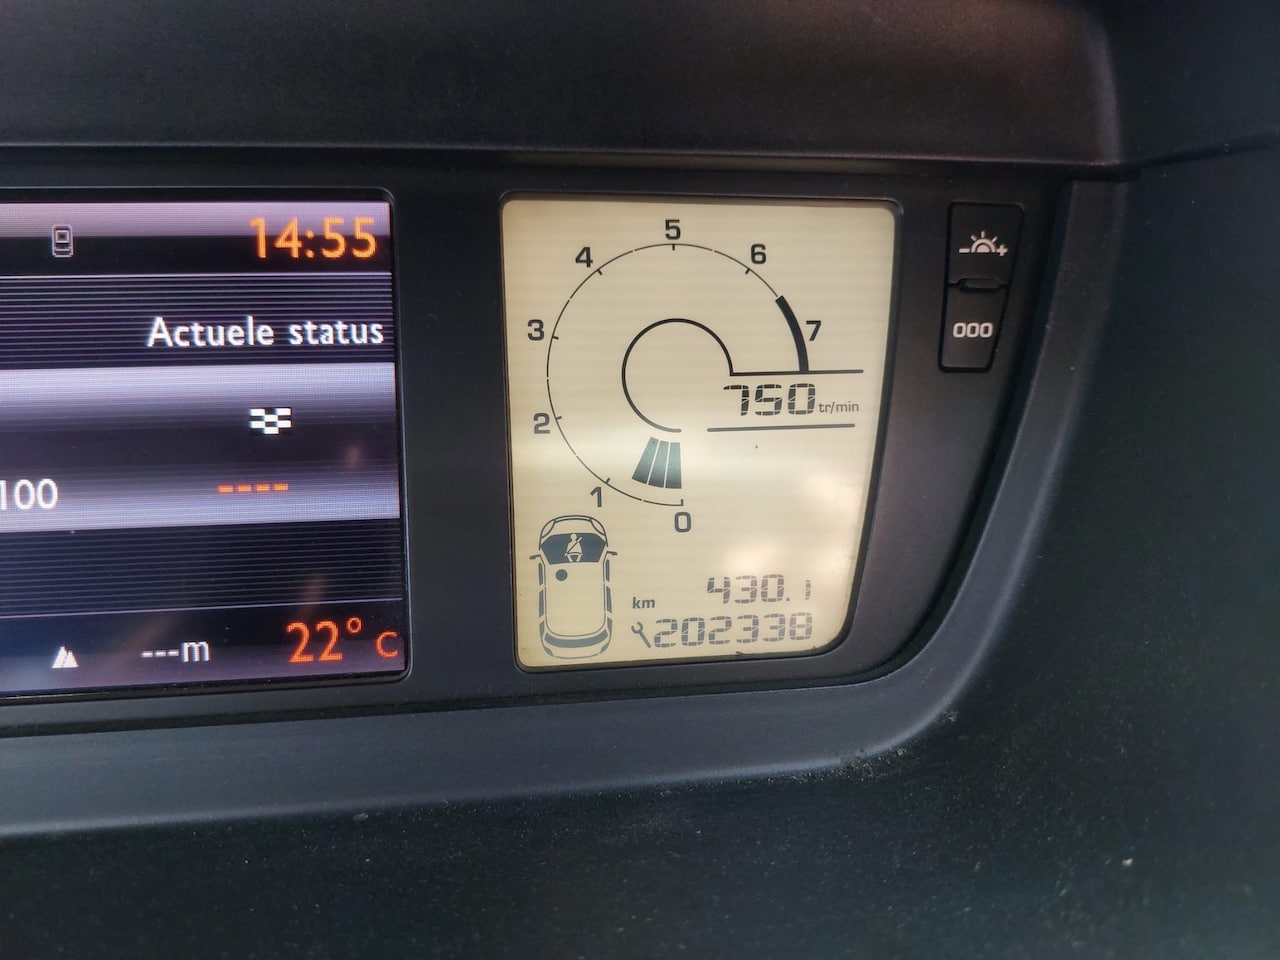 14:55
Actuele status
100
----
---m
22° C
5
4
6
3
7
750 tr/min
2
1
0
430.1
km
202338
000